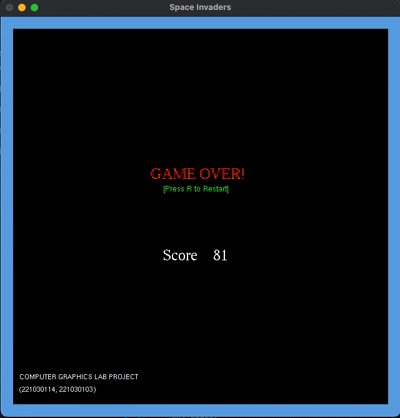 Space Invaders
GAME OVER!
[Press R to Restart]
Score 81
COMPUTER GRAPHICS LAB PROJECT
(221030114, 221030103)